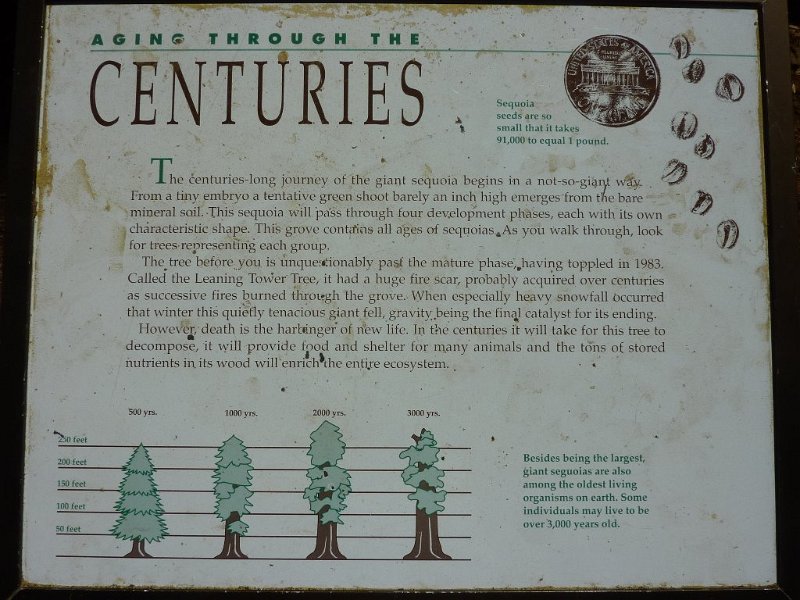 AGING THROUGH THE
CENTURIES
UNITED STATES OF AMERICA
E PLURIBUS
UNUM
ONE CENT
Sequoia
seeds are so
small that it takes
91,000 to equal 1 pound.
The centuries-long journey of the giant sequoia begins in a not-so-giant way.
From a tiny embryo a tentative green shoot barely an inch high emerges from the bare
mineral soil. This sequoia will pass through four development phases, each with its own
characteristic shape. This grove contains all ages of sequoias. As you walk through, look
for trees representing each group.
The tree before you is unquestionably past the mature phase, having toppled in 1983.
Called the Leaning Tower Tree, it had a huge fire scar, probably acquired over centuries
as successive fires burned through the grove. When especially heavy snowfall occurred
that winter this quietly tenacious giant fell, gravity being the final catalyst for its ending.
However, death is the harbinger of new life. In the centuries it will take for this tree to
decompose, it will provide food and shelter for many animals and the tons of stored
nutrients in its wood will enrich the entire ecosystem.
500 yrs. 1000 yrs. 2000 yrs. 3000 yrs.
250 feet
200 feet
150 feet
100 feet
50 feet
Besides being the largest,
giant seguoias are also
among the oldest living
organisms on earth. Some
individuals may live to be
over 3,000 years old.